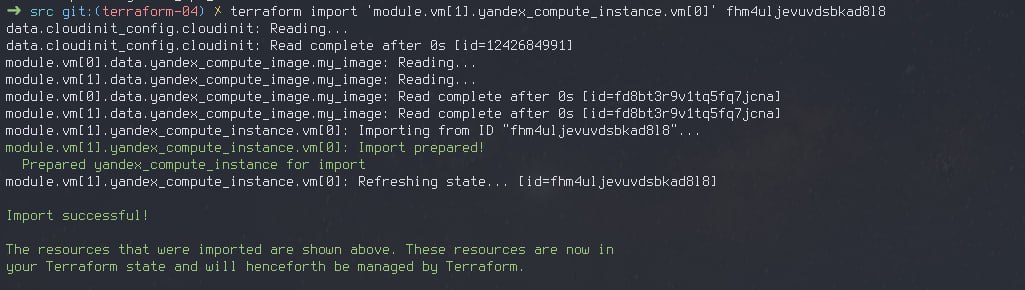 ➜ src git:(terraform-04) ✗ terraform import 'module.vm[1].yandex_compute_instance.vm[0]' fhm4uljevuvdsbkad8l8
data.cloudinit_config.cloudinit: Reading...
data.cloudinit_config.cloudinit: Read complete after 0s [id=1242684991]
module.vm[0].data.yandex_compute_image.my_image: Reading...
module.vm[1].data.yandex_compute_image.my_image: Reading...
module.vm[0].data.yandex_compute_image.my_image: Read complete after 0s [id=fd8bt3r9v1tq5fq7jcna]
module.vm[1].data.yandex_compute_image.my_image: Read complete after 0s [id=fd8bt3r9v1tq5fq7jcna]
module.vm[1].yandex_compute_instance.vm[0]: Importing from ID "fhm4uljevuvdsbkad8l8"...
module.vm[1].yandex_compute_instance.vm[0]: Import prepared!
  Prepared yandex_compute_instance for import
module.vm[1].yandex_compute_instance.vm[0]: Refreshing state... [id=fhm4uljevuvdsbkad8l8]
Import successful!
The resources that were imported are shown above. These resources are now in
your Terraform state and will henceforth be managed by Terraform.